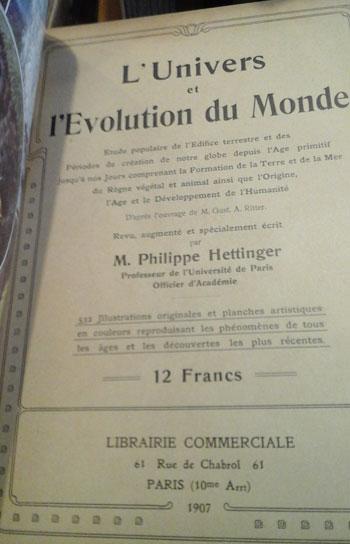 L'Univers
et
l'Evolution du Monde
Etude populaire de l'Edifice terrestre et des
Périodes de création de notre globe depuis l'Age primitif
jusqu'à nos Jours comprenant la Formation de la Terre et de la Mer
du Règne végétal et animal ainsi que l'Origine,
l'Age et le Développement de l'Humanité
D'après l'ouvrage de M. Gust. A. Ritter.
Revu, augmenté et spécialement écrit
par
M. Philippe Hettinger
Professeur de l'Université de Paris
Officier d'Académie
532 Illustrations originales et planches artistiques
en couleurs reproduisant les phénomènes de tous
les âges et les découvertes les plus récentes.
12 Francs
LIBRAIRIE COMMERCIALE
61 Rue de Chabrol 61
PARIS (10me Arrt)
1907